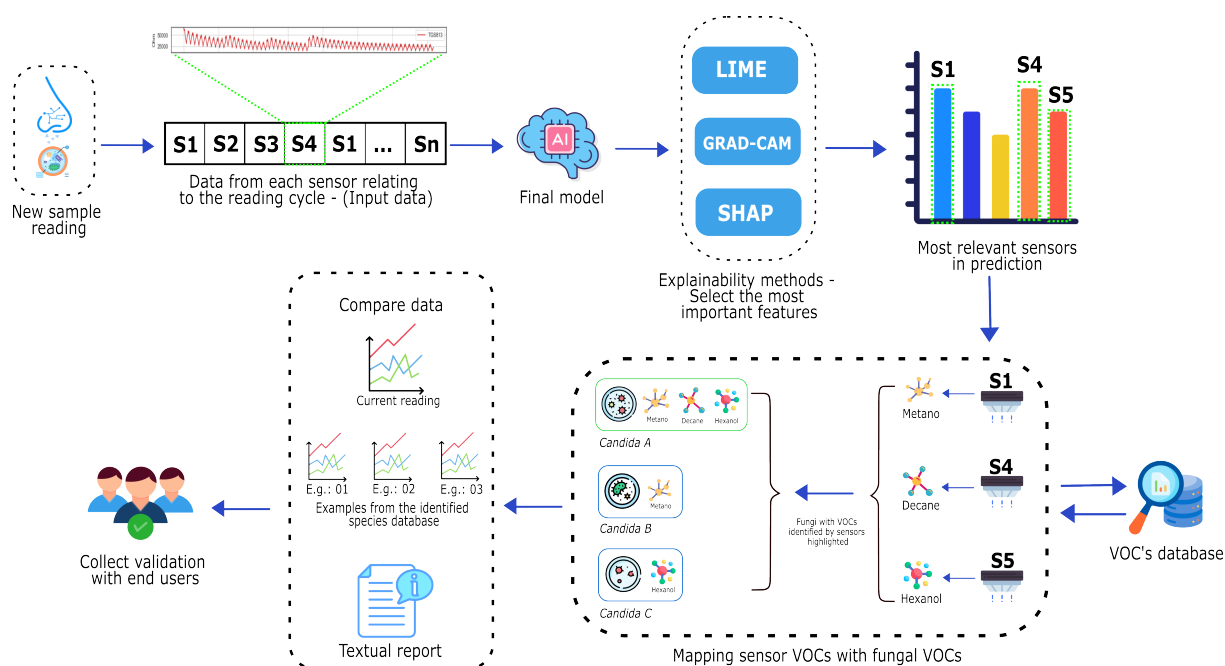 50000
25000
Ohm
TGS813
New sample
reading
S1 S2 S3 S4 S1 ... Sn
Data from each sensor relating
to the reading cycle - (Input data)
AI
Final model
LIME
GRAD-CAM
SHAP
Explainability methods -
Select the most
important features
S1
S4
S5
Most relevant sensors
in prediction
Compare data
Current reading
E.g.: 01
E.g.: 02
E.g.: 03
Examples from the identified
species database
Textual report
Collect validation
with end users
Metano
Decane
Hexanol
Candida A
Metano
Candida B
Hexanol
Candida C
Fungi with VOCs
identified by sensors
highlighted
S1
Metano
S4
Decane
S5
Hexanol
VOC's database
Mapping sensor VOCs with fungal VOCs